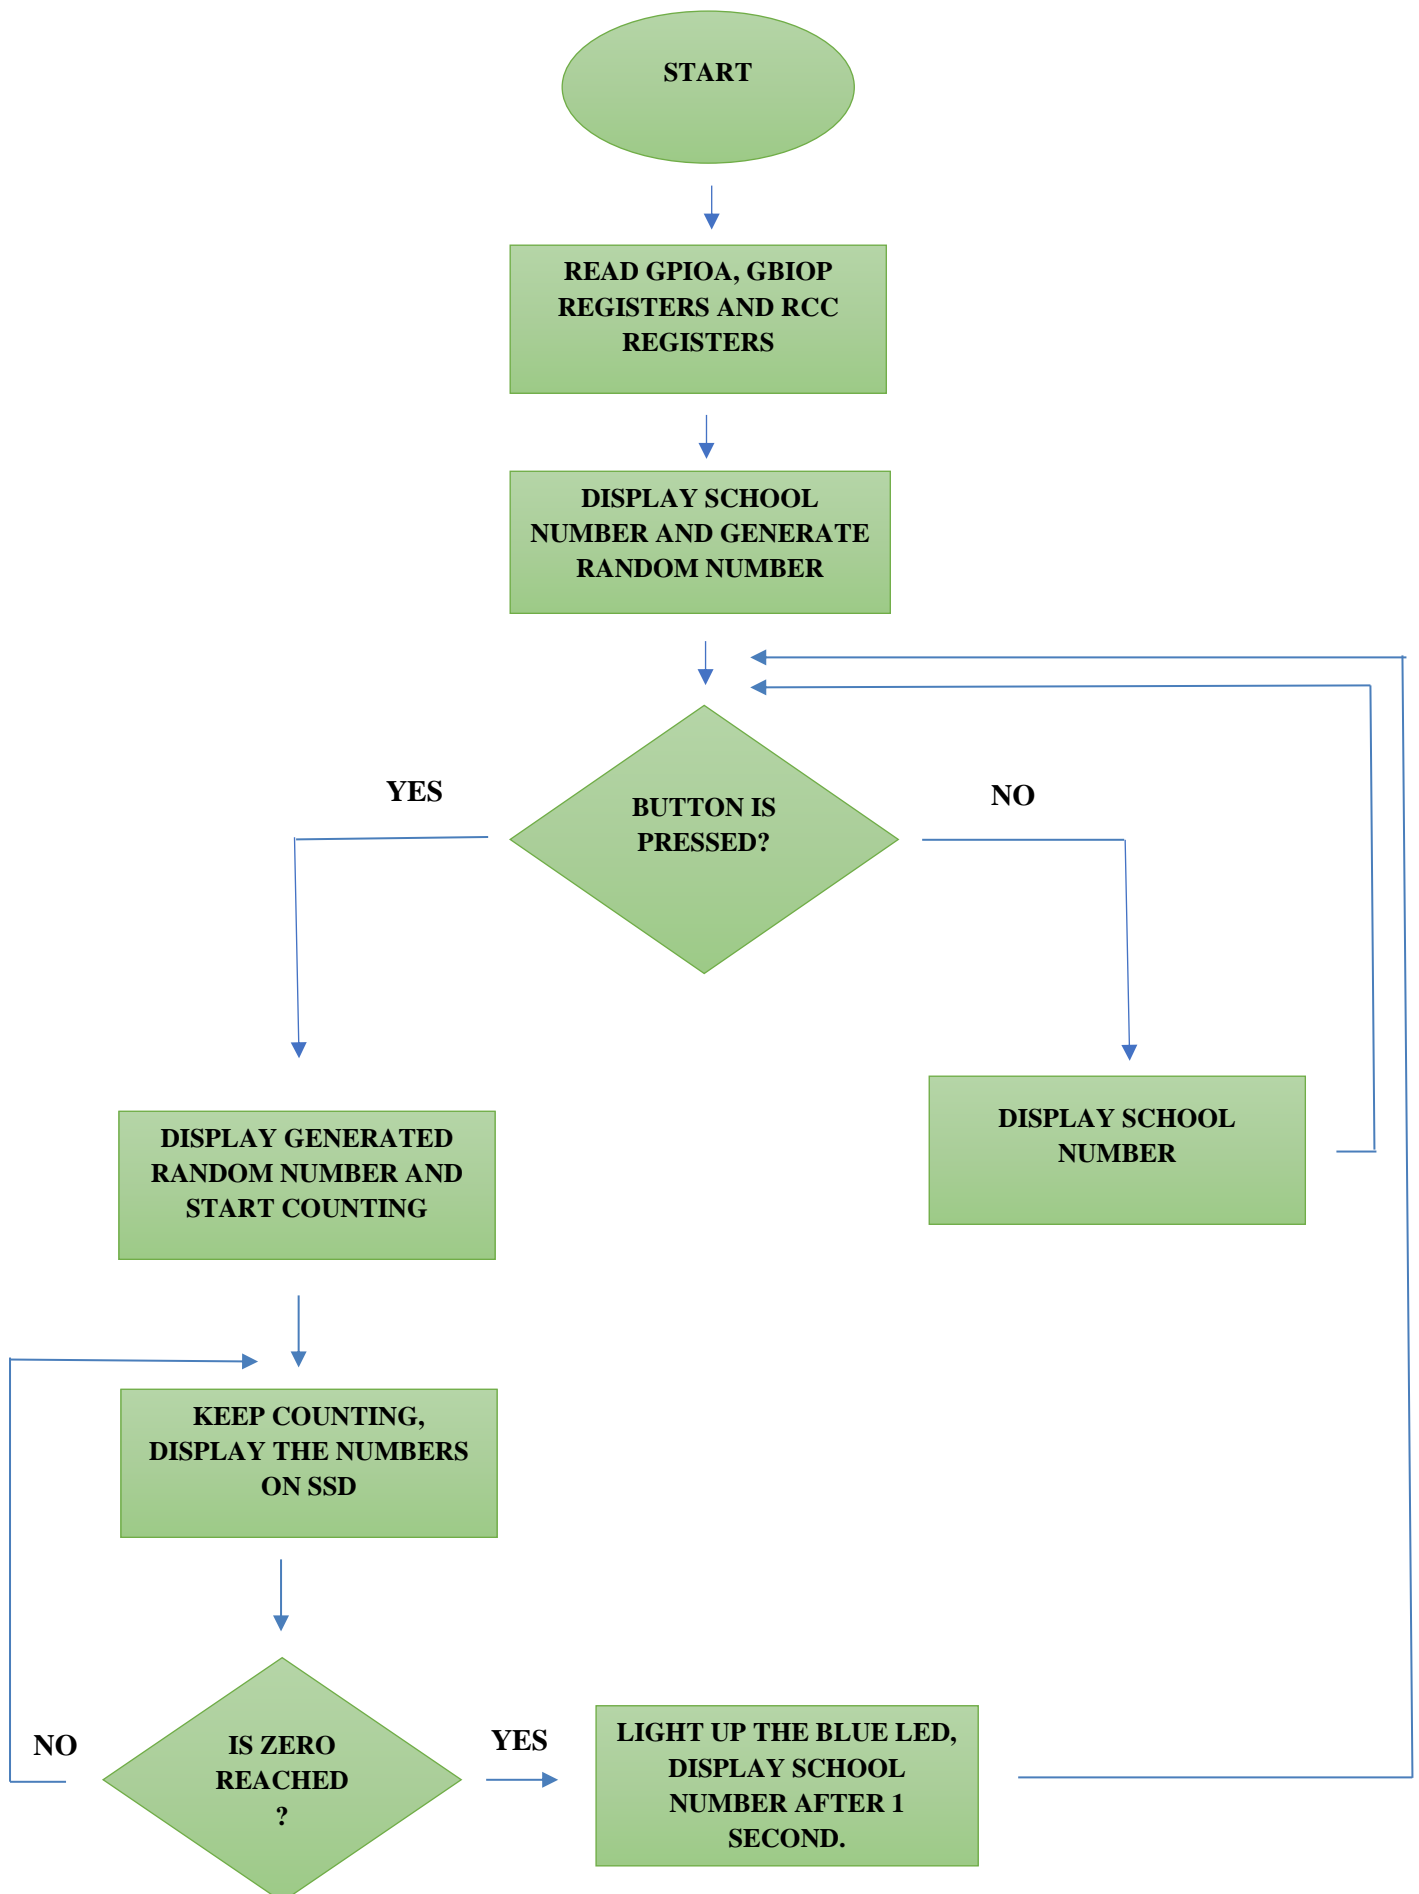 START
READ GPIOA, GBIOP
REGISTERS AND RCC
REGISTERS
DISPLAY SCHOOL
NUMBER AND GENERATE
RANDOM NUMBER
YES
BUTTON IS
PRESSED?
NO
DISPLAY GENERATED
RANDOM NUMBER AND
START COUNTING
DISPLAY SCHOOL
NUMBER
KEEP COUNTING,
DISPLAY THE NUMBERS
ON SSD
NO
IS ZERO
REACHED
?
YES
LIGHT UP THE BLUE LED,
DISPLAY SCHOOL
NUMBER AFTER 1
SECOND.